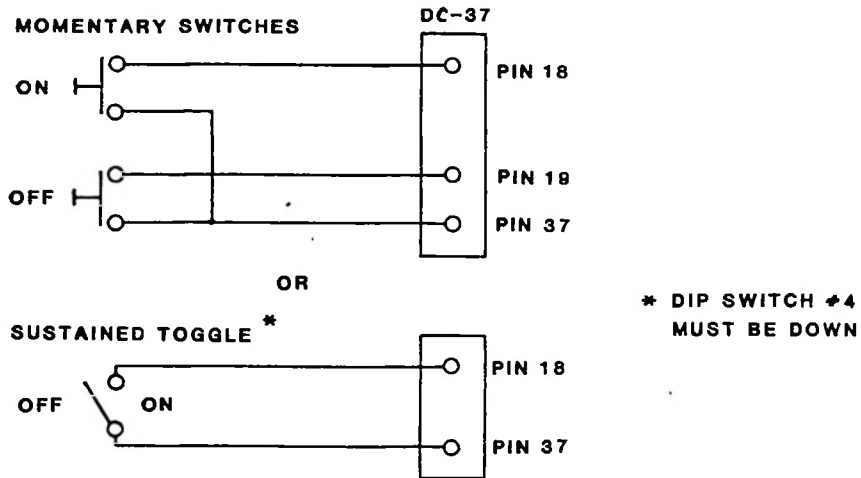 MOMENTARY SWITCHES
DC-37
ON
PIN 18
OFF
PIN 19
PIN 37
OR
SUSTAINED TOGGLE *
* DIP SWITCH #4
MUST BE DOWN
PIN 18
OFF
ON
PIN 37